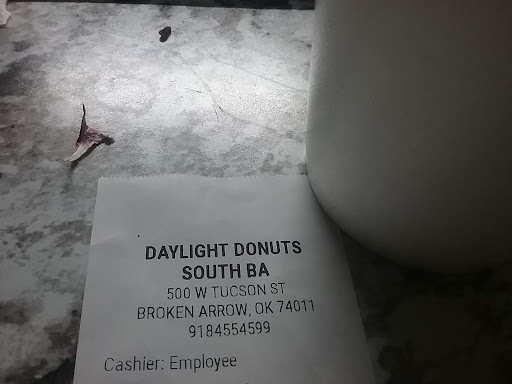 DAYLIGHT DONUTS
SOUTH BA
500 W TUCSON ST
BROKEN ARROW, OK 74011
9184554599
Cashier: Employee